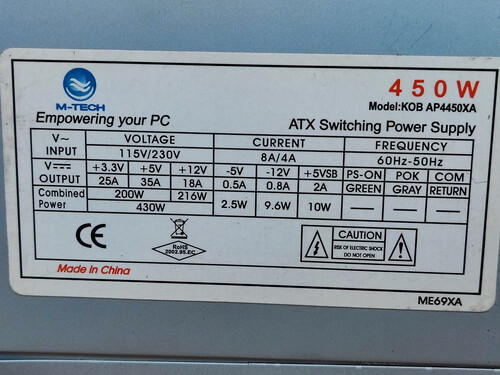 M-TECH
450W
Model:KOB AP4450XA
Empowering your PC
ATX Switching Power Supply
V~ INPUT VOLTAGE CURRENT FREQUENCY
115V/230V 8A/4A 60Hz-50Hz
V OUTPUT +3.3V +5V +12V -5V -12V +5VSB PS-ON POK COM
25A 35A 18A 0.5A 0.8A 2A GREEN GRAY RETURN
Combined Power 200W 216W 2.5W 9.6W 10W — — —
430W
CE
RoHS
2002.95.EC
CAUTION
RISK OF ELECTRIC SHOCK
DO NOT OPEN
Made in China
ME69XA